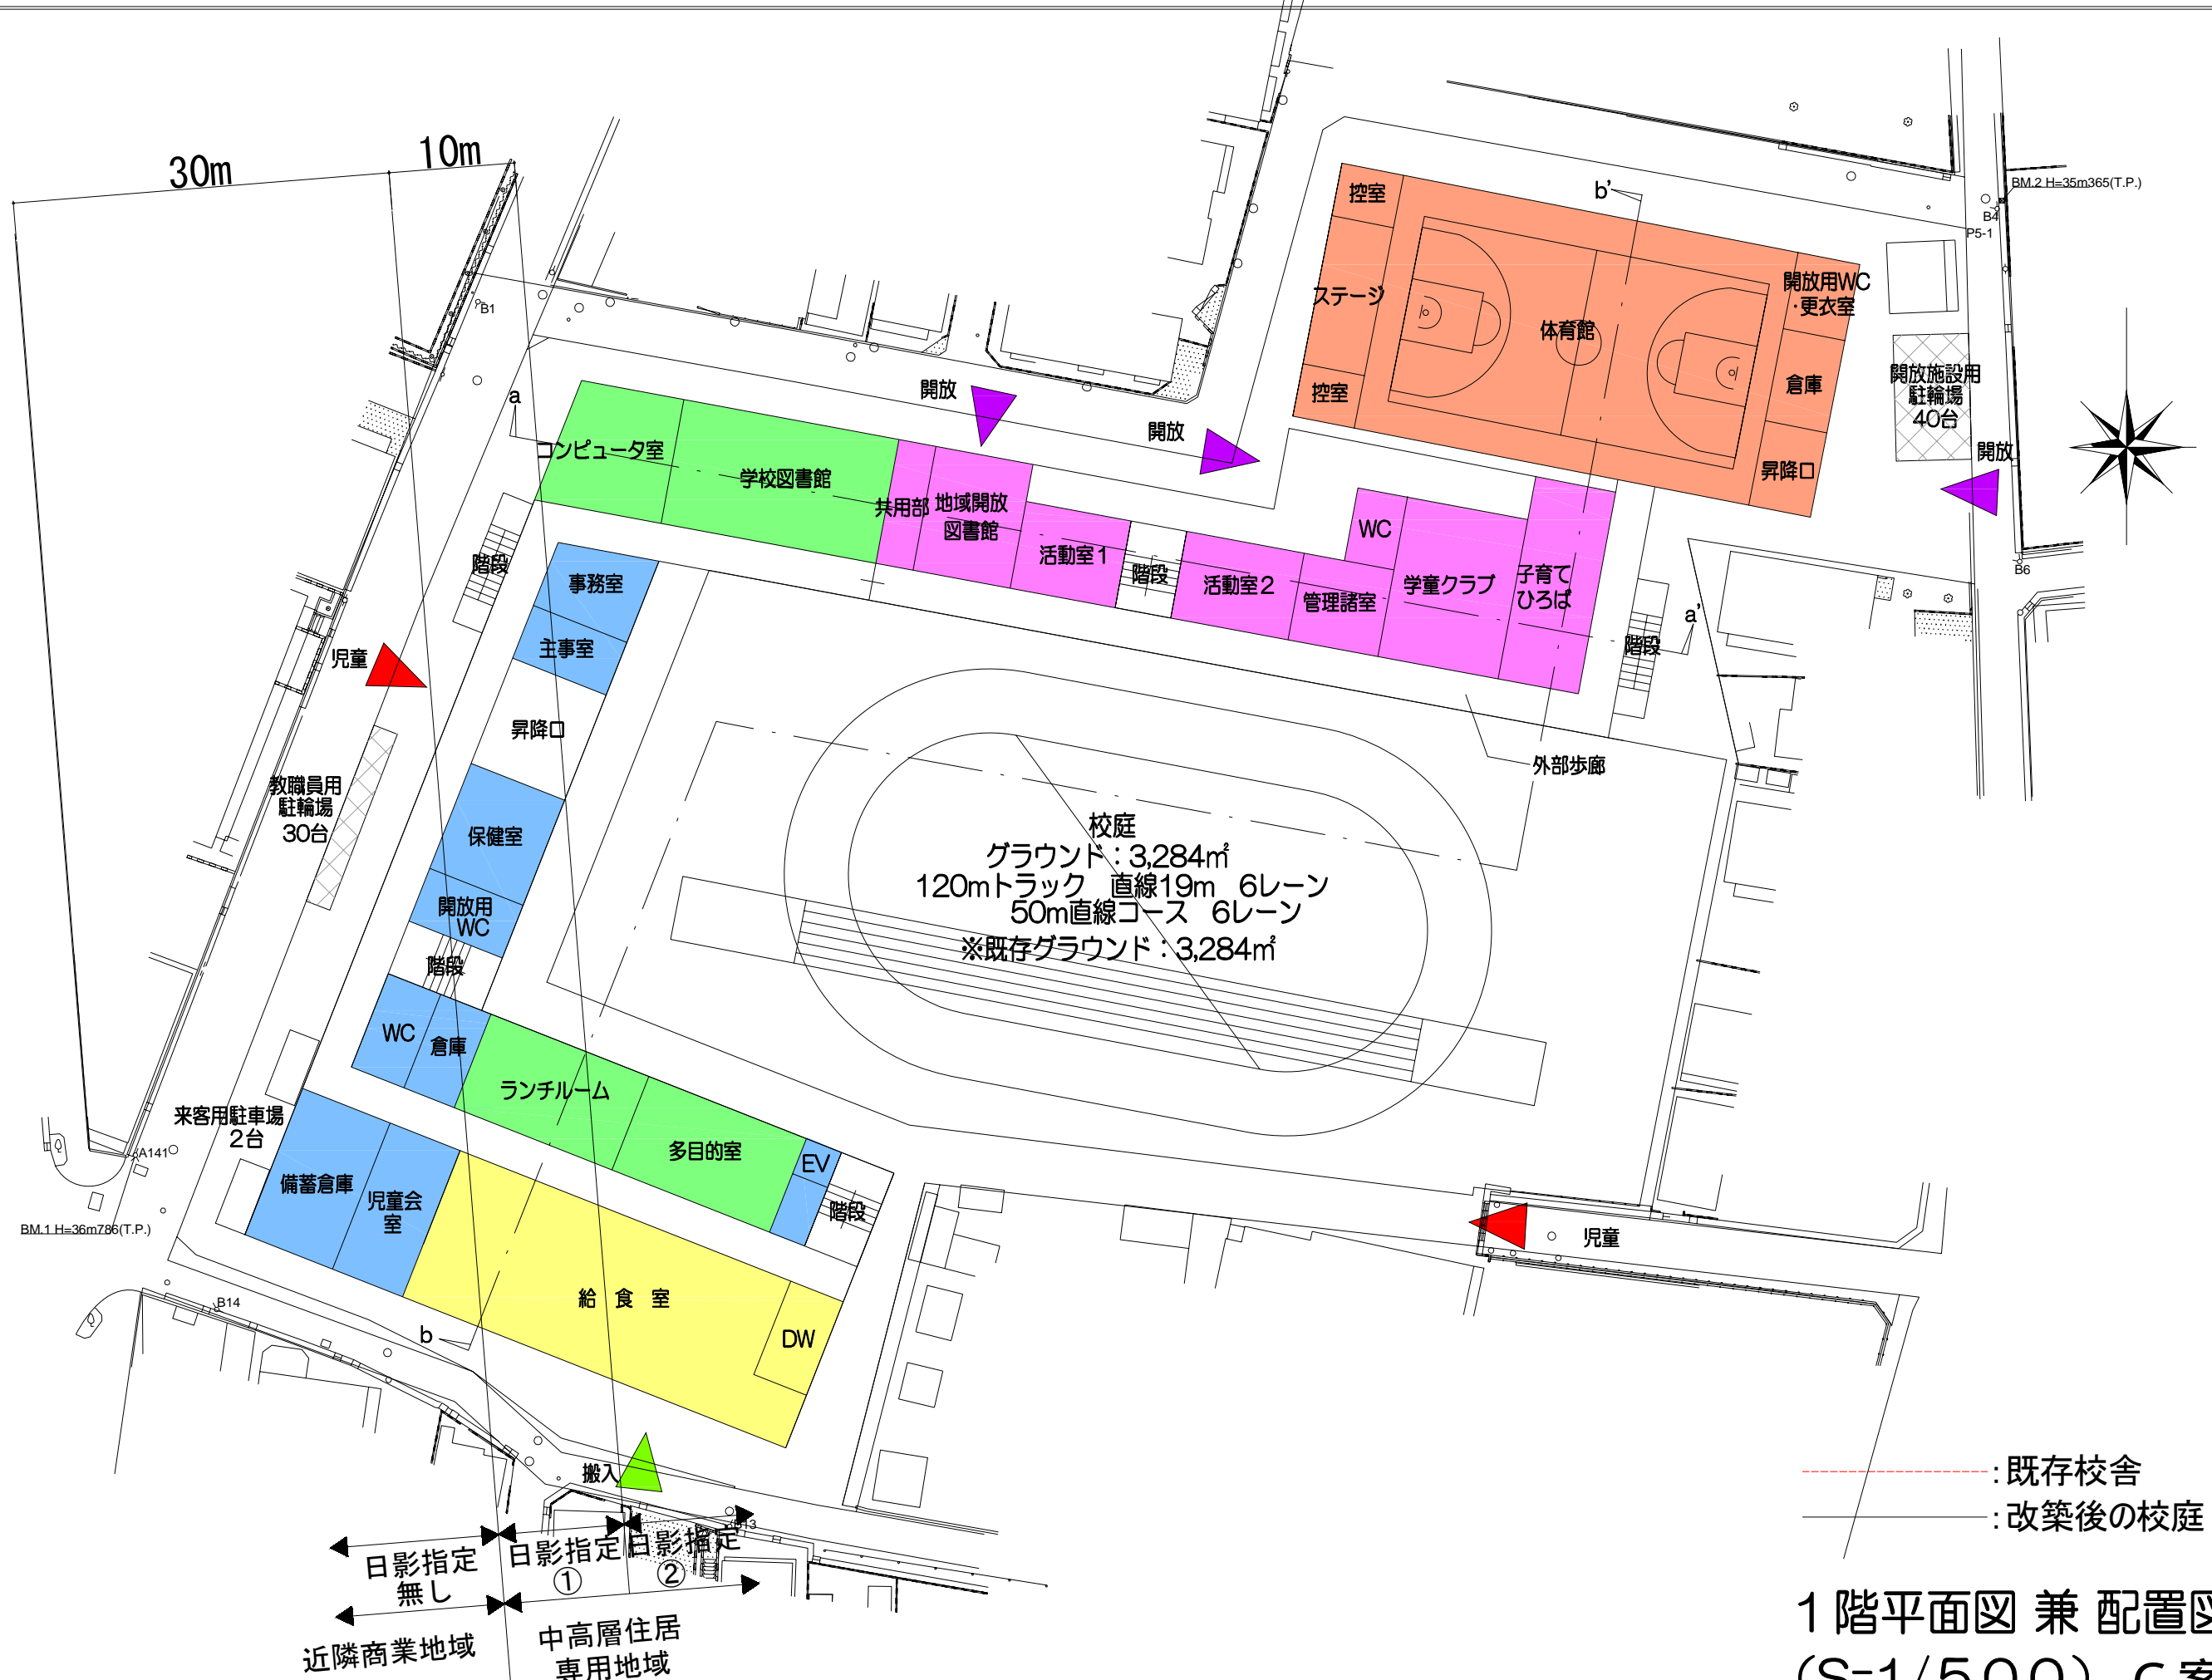 30m
10m
控室
b'
BM.2 H=35m365(T.P.)
B4
P5-1
開放用WC
・更衣室
ステージ
体育館
B1
開放
控室
倉庫
開放施設用
駐輪場
40台
a
開放
開放
コンピュータ室
学校図書館
昇降口
共用部
地域開放
図書館
WC
活動室1
階段
階段
事務室
活動室2
管理諸室
学童クラブ
子育て
ひろば
B6
a'
主事室
階段
児童
昇降口
外部歩廊
教職員用
駐輪場
30台
保健室
校庭
グラウンド：3,284㎡
120mトラック　直線19m　6レーン
50m直線コース　6レーン
※既存グラウンド：3,284㎡
開放用
WC
階段
WC
倉庫
ランチルーム
来客用駐車場
2台
A141
多目的室
EV
備蓄倉庫
児童会
室
階段
BM.1 H=36m786(T.P.)
児童
B14
給　食　室
b
DW
搬入
B13
：既存校舎
：改築後の校庭
日影指定
無し
日影指定
①
日影指定
②
近隣商業地域
中高層住居
専用地域
1階平面図 兼 配置図
(S=1/500) C案